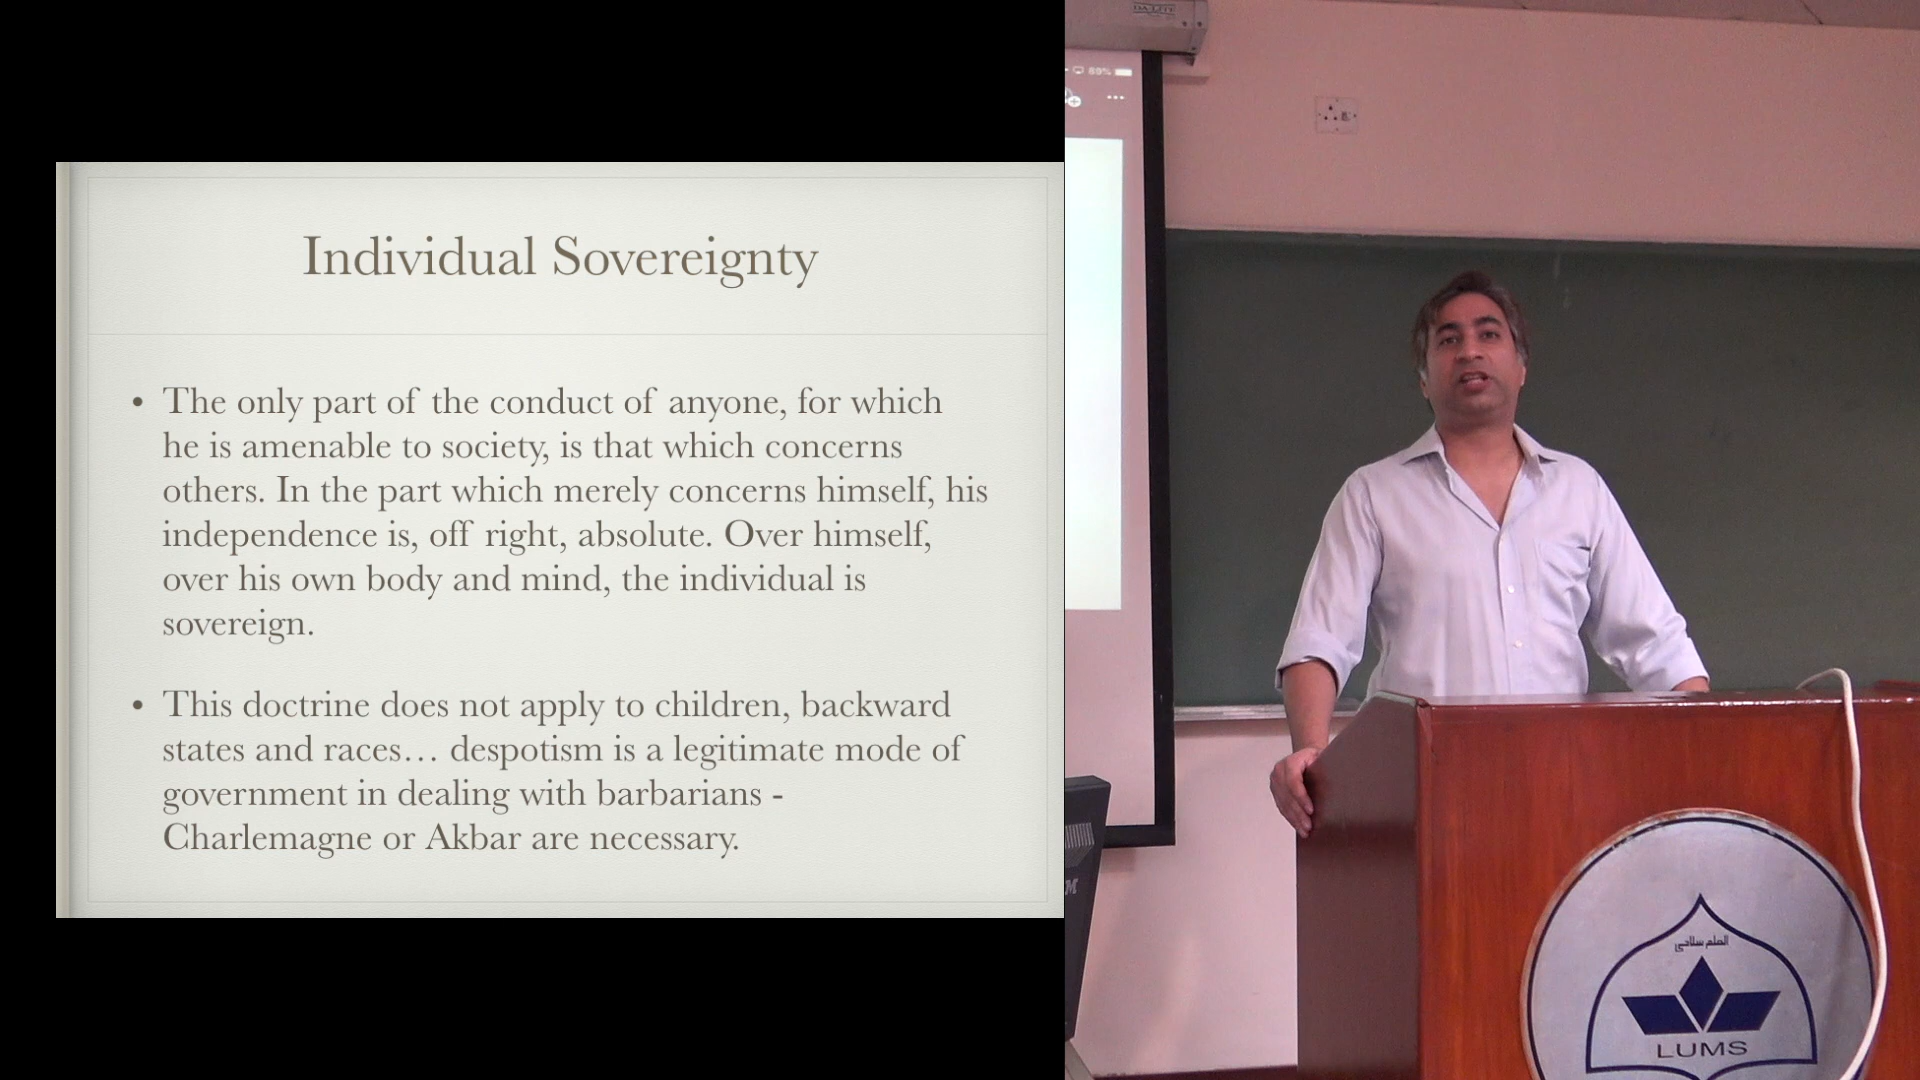 Individual Sovereignty
• The only part of the conduct of anyone, for which
he is amenable to society, is that which concerns
others. In the part which merely concerns himself, his
independence is, off right, absolute. Over himself,
over his own body and mind, the individual is
sovereign.
• This doctrine does not apply to children, backward
states and races… despotism is a legitimate mode of
government in dealing with barbarians -
Charlemagne or Akbar are necessary.
DA-LITE
89%
LUMS